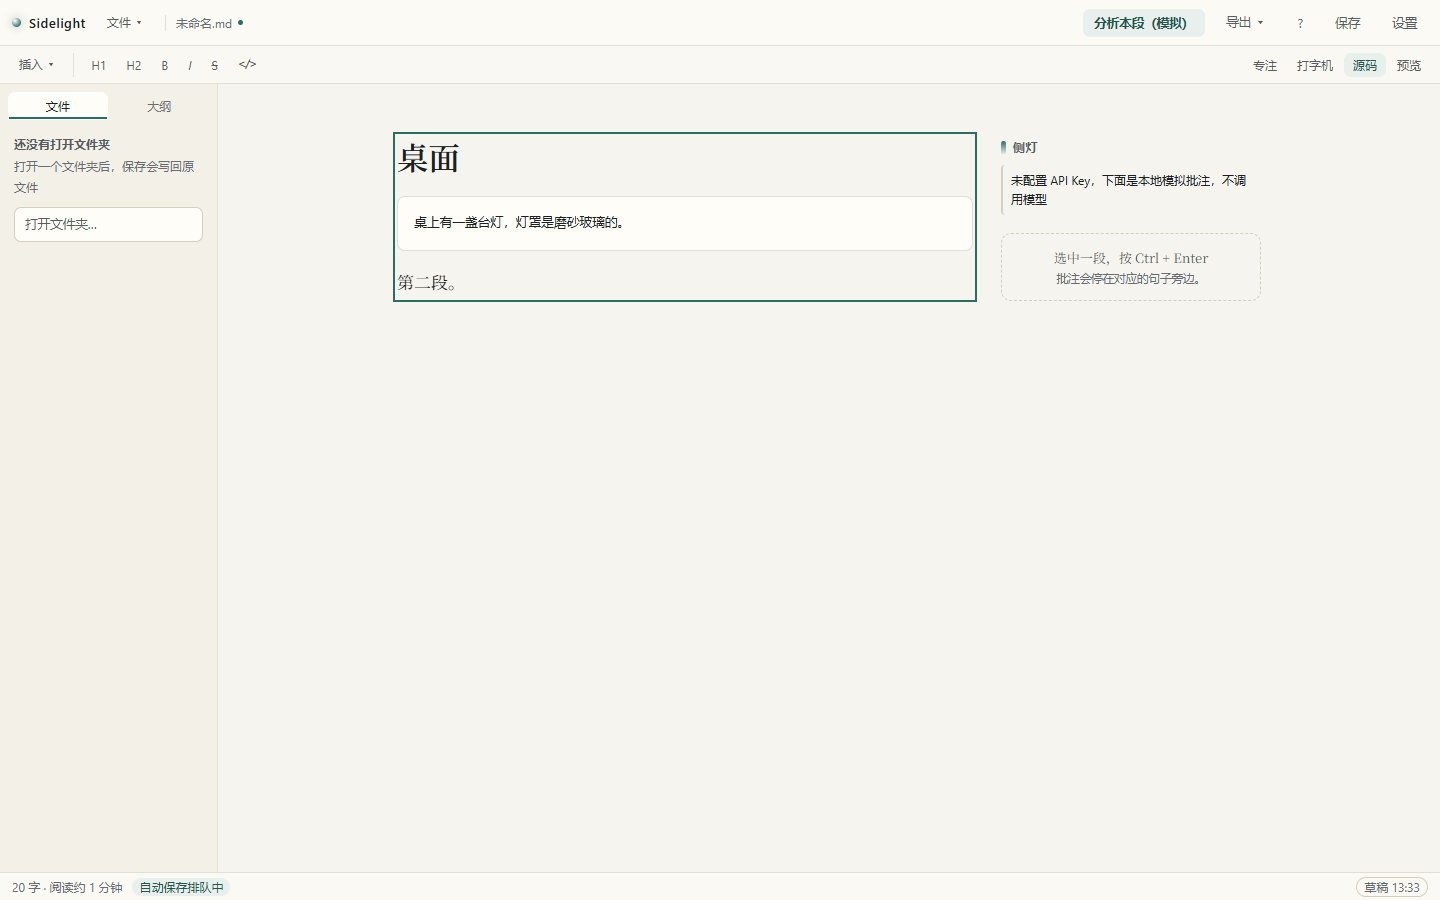 Sidelight 文件 未命名.md 分析本段（模拟） 导出 ? 保存 设置
插入 H1 H2 B I S </> 专注 打字机 源码 预览
文件 大纲
还没有打开文件夹
打开一个文件夹后，保存会写回原
文件
打开文件夹...
桌面
桌上有一盏台灯，灯罩是磨砂玻璃的。
第二段。
侧灯
未配置 API Key，下面是本地模拟批注，不调
用模型
选中一段，按 Ctrl + Enter
批注会停在对应的句子旁边。
20 字 · 阅读约 1 分钟 自动保存排队中 草稿 13:33